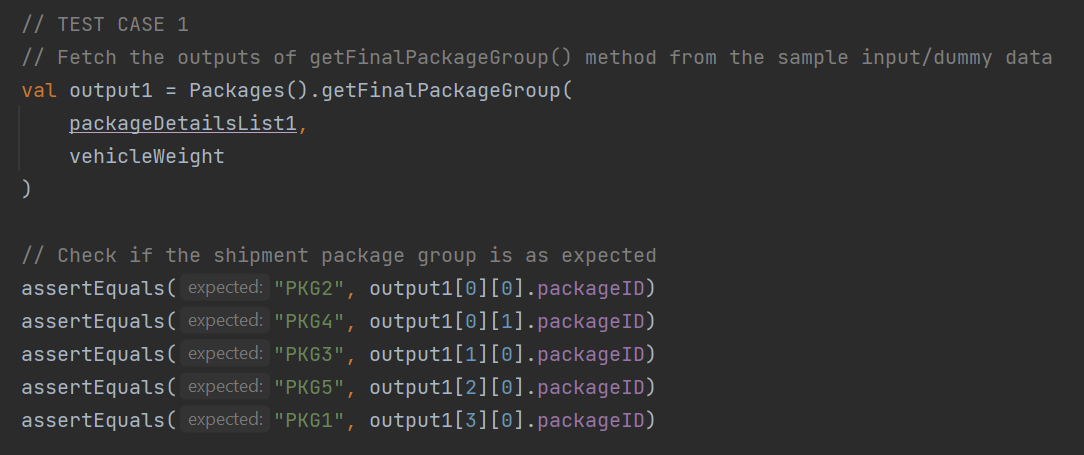 // TEST CASE 1
// Fetch the outputs of getFinalPackageGroup() method from the sample input/dummy data
val output1 = Packages().getFinalPackageGroup(
    packageDetailsList1,
    vehicleWeight
)
// Check if the shipment package group is as expected
assertEquals( expected: "PKG2", output1[0][0].packageID)
assertEquals( expected: "PKG4", output1[0][1].packageID)
assertEquals( expected: "PKG3", output1[1][0].packageID)
assertEquals( expected: "PKG5", output1[2][0].packageID)
assertEquals( expected: "PKG1", output1[3][0].packageID)